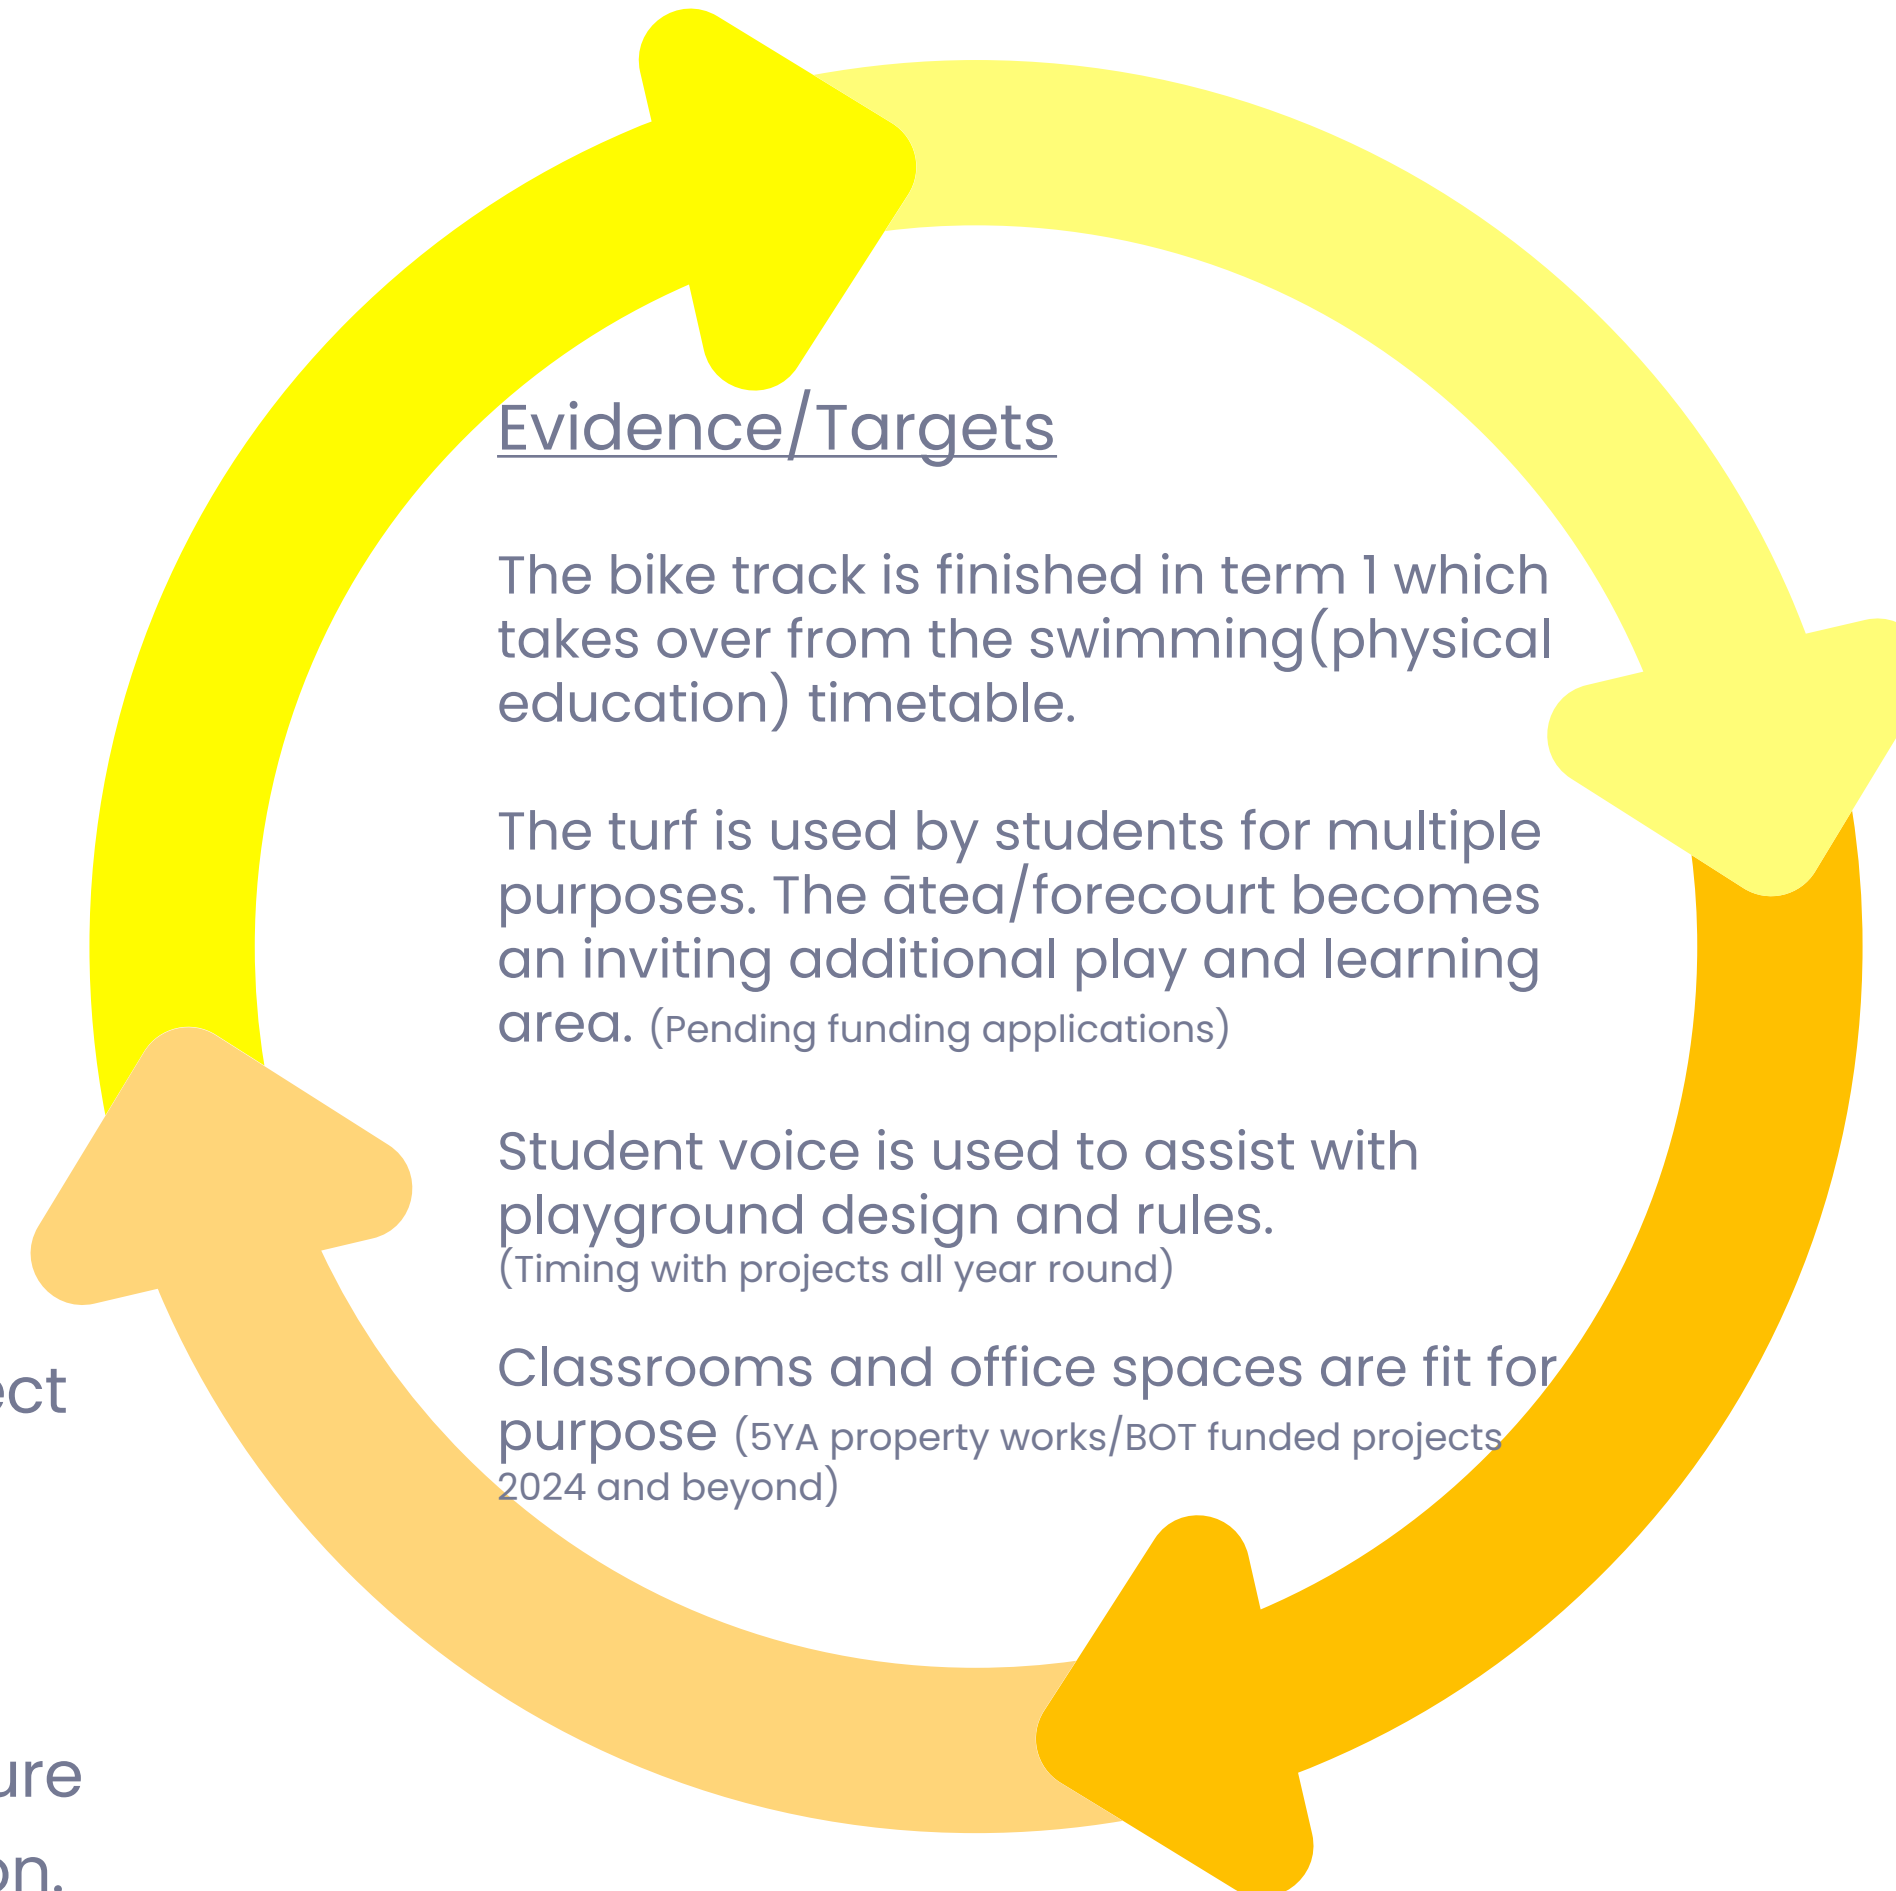 Evidence/Targets
The bike track is finished in term 1 which
takes over from the swimming(physical
education) timetable.
The turf is used by students for multiple
purposes. The ātea/forecourt becomes
an inviting additional play and learning
area. (Pending funding applications)
Student voice is used to assist with
playground design and rules.
(Timing with projects all year round)
Classrooms and office spaces are fit for
purpose (5YA property works/BOT funded projects
2024 and beyond)